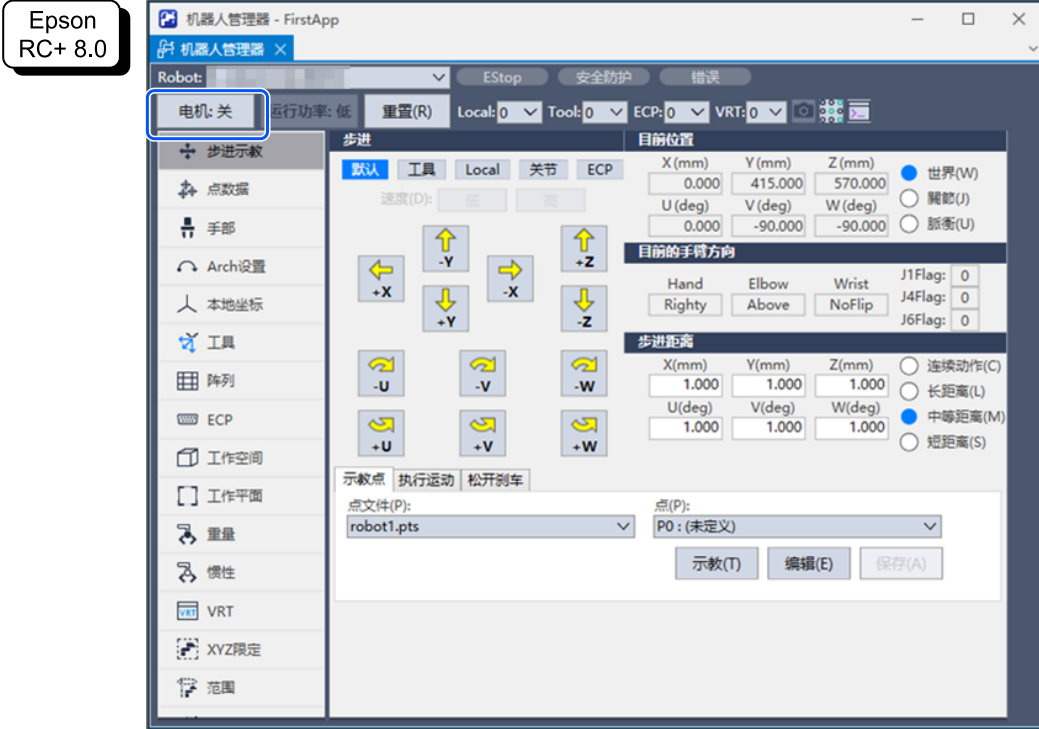 Epson
RC+ 8.0
机器人管理器 - FirstApp
机器人管理器
Robot:
EStop 安全防护 错误
电机: 关 运行功率: 低 重置(R) Local: 0 Tool: 0 ECP: 0 VRT: 0
步进示教
点数据
手部
Arch设置
本地坐标
工具
阵列
ECP
工作空间
工作平面
重量
惯性
VRT
XYZ限定
范围
步进
默认 工具 Local 关节 ECP
速度(D): 低 高
-Y
+Z
+X
-X
+Y
-Z
-U -V -W
+U +V +W
目前位置
X (mm) Y (mm) Z (mm)
0.000 415.000 570.000
U (deg) V (deg) W (deg)
0.000 -90.000 -90.000
世界(W)
關節(J)
脈衝(U)
目前的手臂方向
Hand Elbow Wrist
Righty Above NoFlip
J1Flag: 0
J4Flag: 0
J6Flag: 0
步进距离
X(mm) Y(mm) Z(mm)
1.000 1.000 1.000
U(deg) V(deg) W(deg)
1.000 1.000 1.000
连续动作(C)
长距离(L)
中等距离(M)
短距离(S)
示教点 执行运动 松开刹车
点文件(P):
robot1.pts
点(P):
P0 : (未定义)
示教(T) 编辑(E) 保存(A)